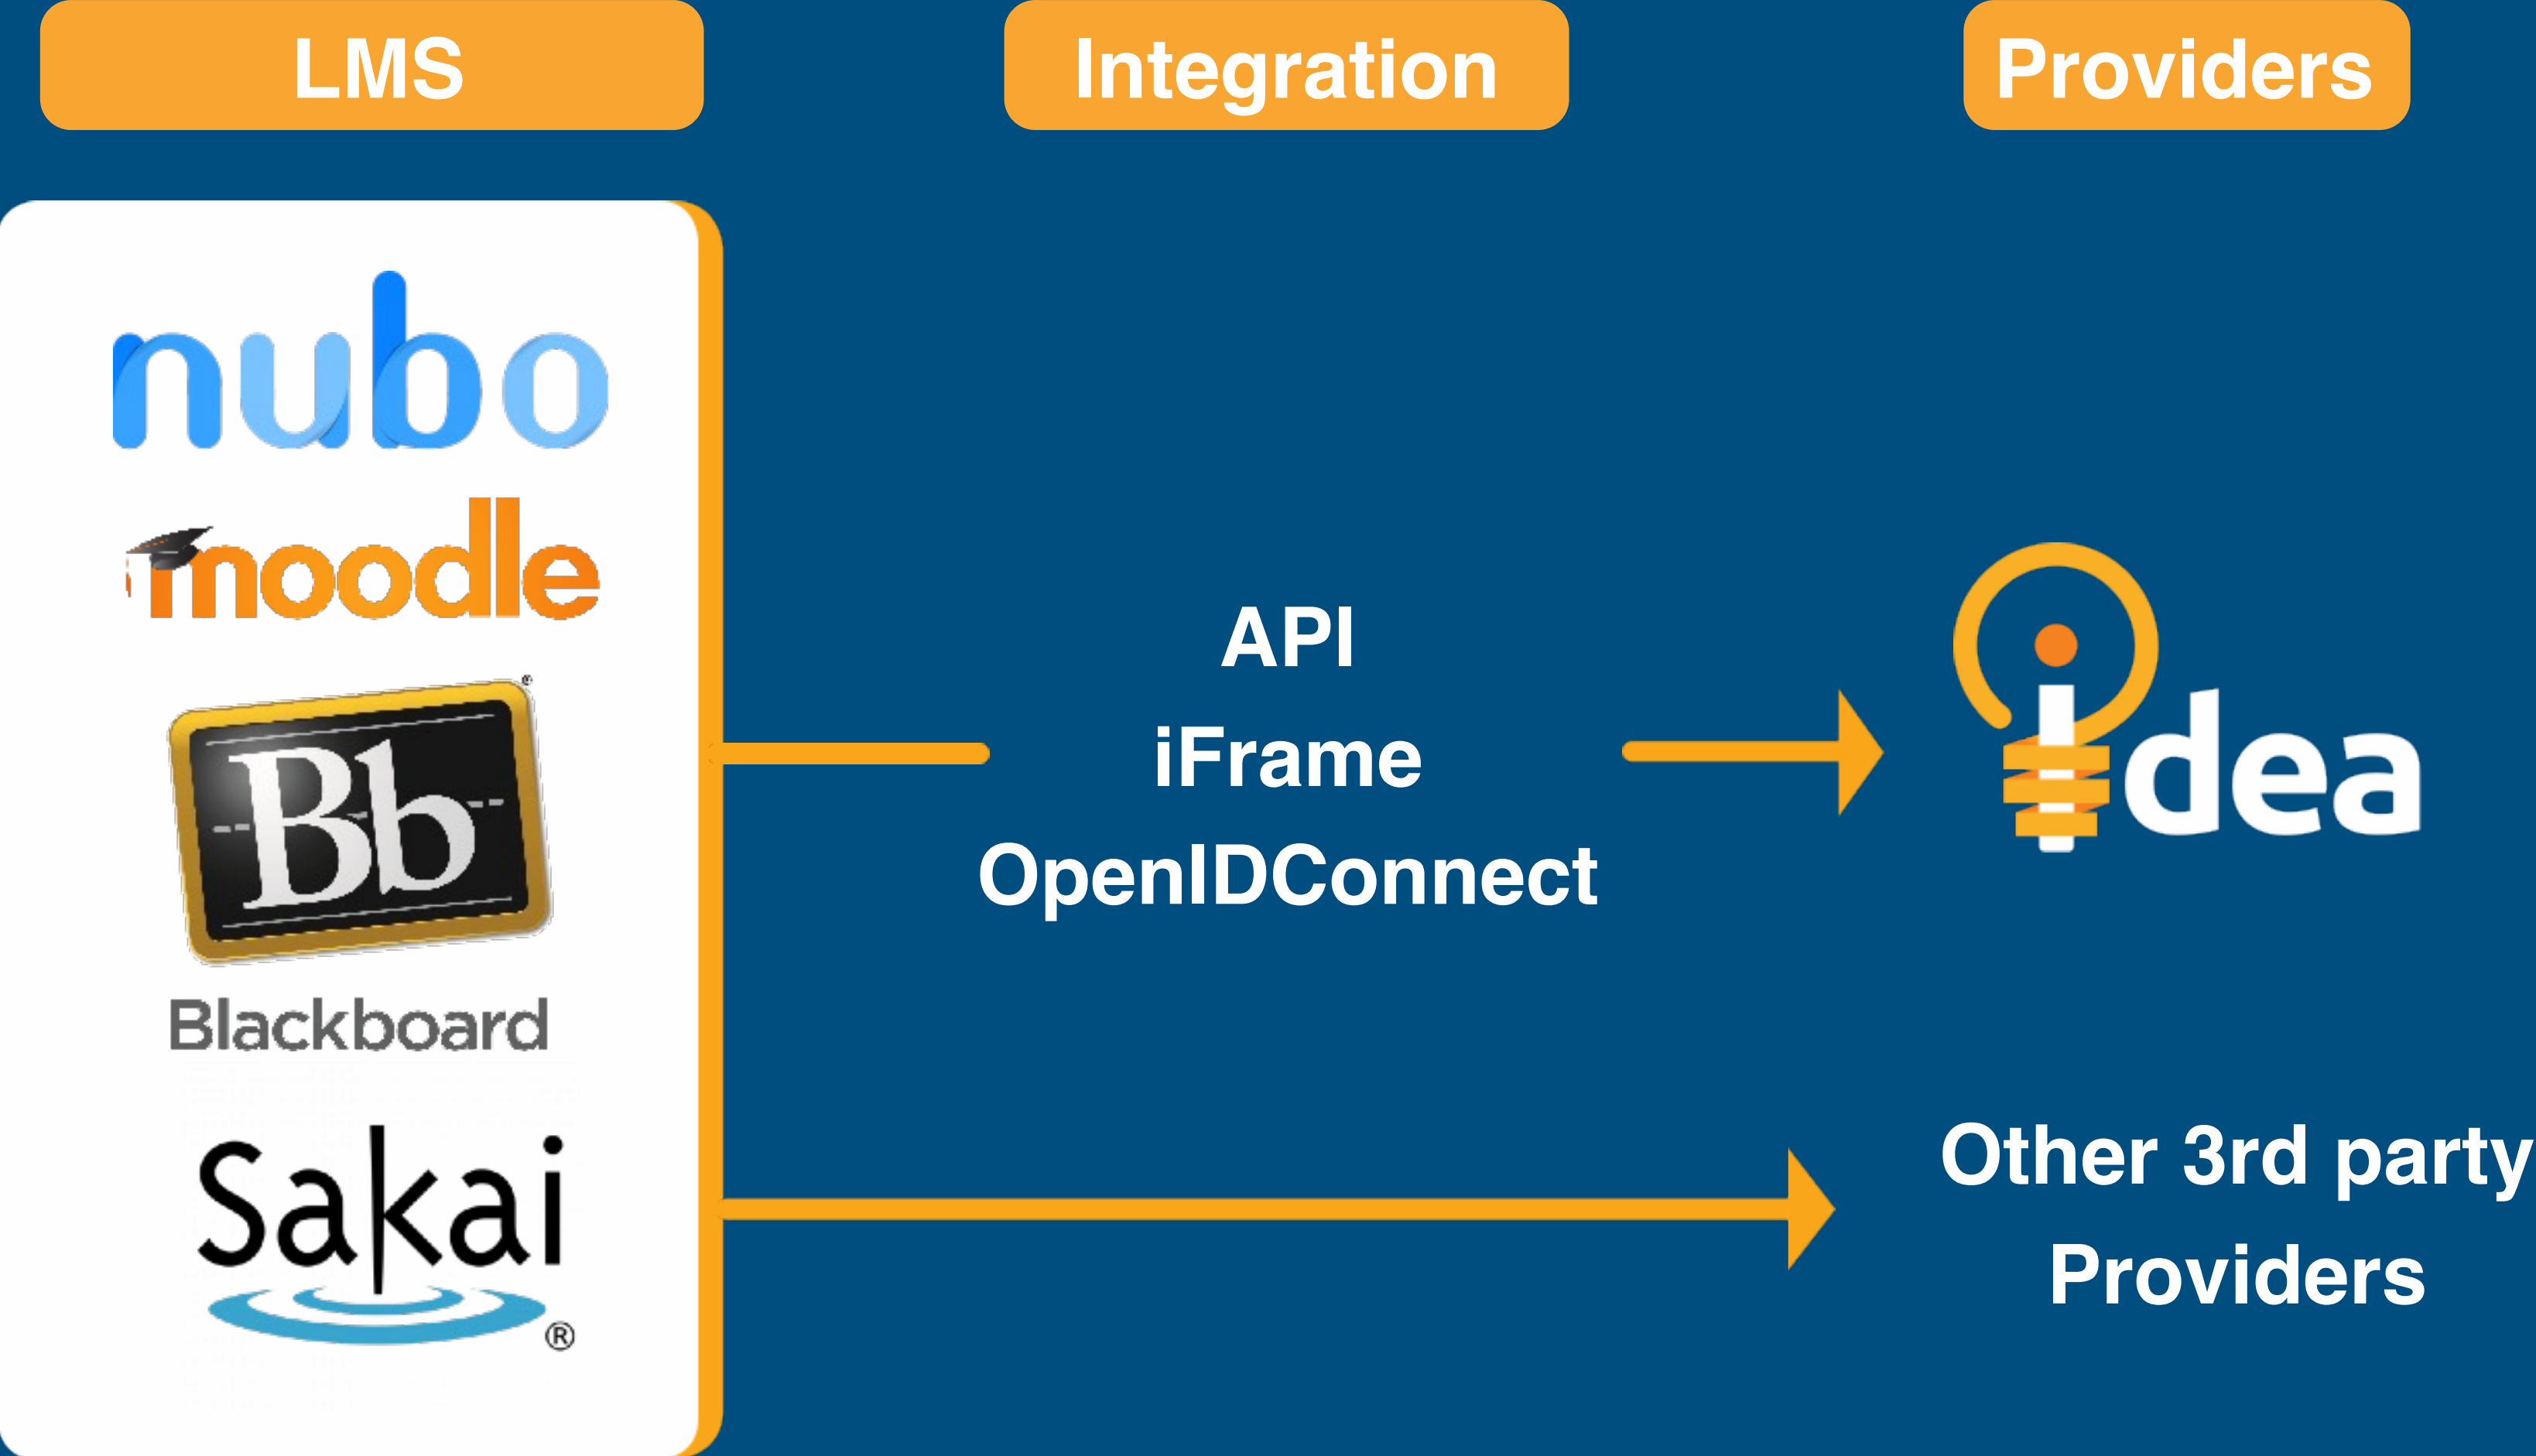 LMS
Integration
Providers
nubo
moodle
Bb
Blackboard
Sakai
®
API
iFrame
OpenIDConnect
idea
Other 3rd party
Providers